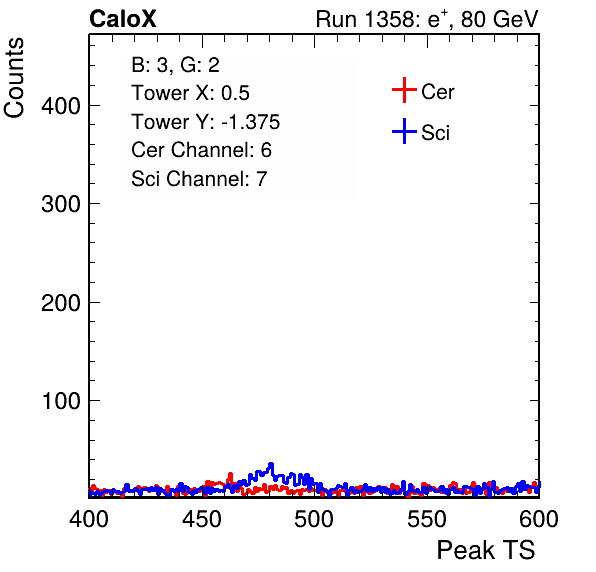 CaloX Run 1358: e+, 80 GeV
Counts
B: 3, G: 2
Tower X: 0.5
Tower Y: -1.375
Cer Channel: 6
Sci Channel: 7
Cer
Sci
400
300
200
100
400 450 500 550 600
Peak TS